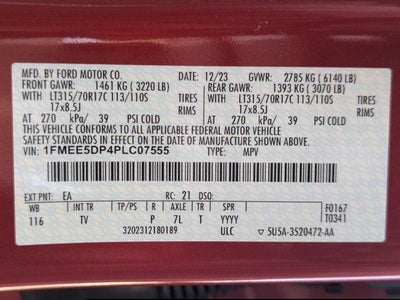 MFD. BY FORD MOTOR CO. 12/23 GVWR: 2785 KG ( 6140 LB)
FRONT GAWR: 1461 KG ( 3220 LB) REAR GAWR: 1393 KG ( 3070 LB)
WITH WITH
LT315/70R17C 113/110S TIRES LT315/70R17C 113/110S TIRES
17x8.5J RIMS 17x8.5J RIMS
AT 270 kPa/ 39 PSI COLD AT 270 kPa/ 39 PSI COLD
THIS VEHICLE CONFORMS TO ALL APPLICABLE FEDERAL MOTOR VEHICLE
SAFETY STANDARDS IN EFFECT ON THE DATE OF MANUFACTURE SHOWN ABOVE.
VIN: 1FMEE5DP4PLC07555 TYPE: MPV
EXT PNT: EA RC: 21 DSO: F0167
WB INT TR TP/PS R AXLE TR SPR T0341
116 TV P 7L T YYYY
3202312180189 ULC 5U5A-3520472-AA